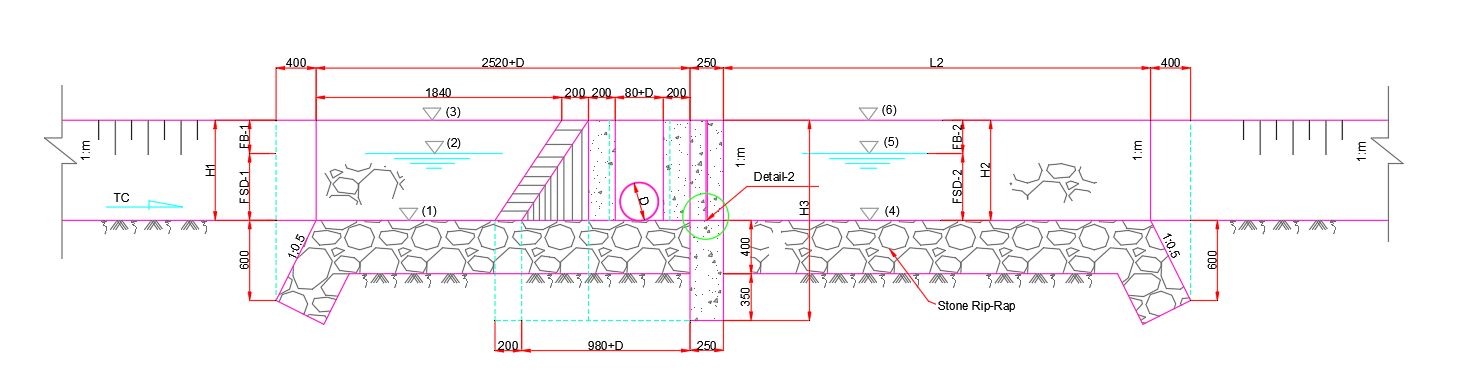 400
2520+D
250
L2
400
1840
200
200
80+D
200
(3)
(6)
1:m
H1
FB-1
(2)
1:m
(5)
FB-2
H2
1:m
1:m
FSD-1
Detail-2
FSD-2
TC
D
H3
(1)
(4)
1:0.5
600
400
1:0.5
600
350
Stone Rip-Rap
200
980+D
250